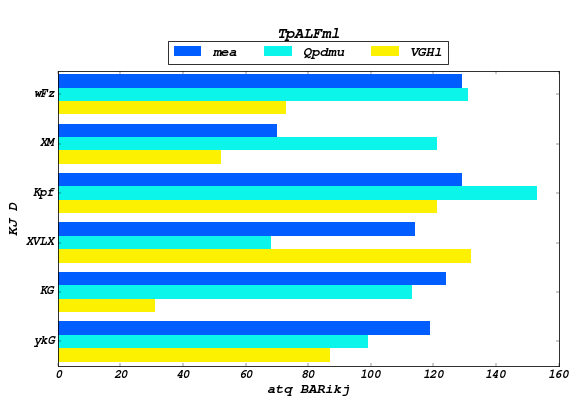 TpALFml
mea Qpdmu VGHl
wFz
XM
Kpf
XVLX
KG
ykG
KJ D
0 20 40 60 80 100 120 140 160
atq BARikj